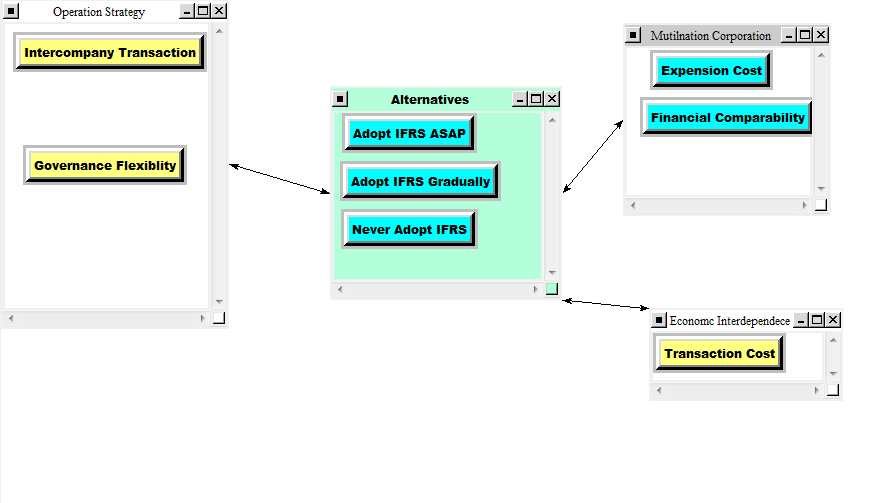 Operation Strategy
Intercompany Transaction
Governance Flexiblity
Alternatives
Adopt IFRS ASAP
Adopt IFRS Gradually
Never Adopt IFRS
Mutilnation Corporation
Expension Cost
Financial Comparability
Economc Interdependece
Transaction Cost